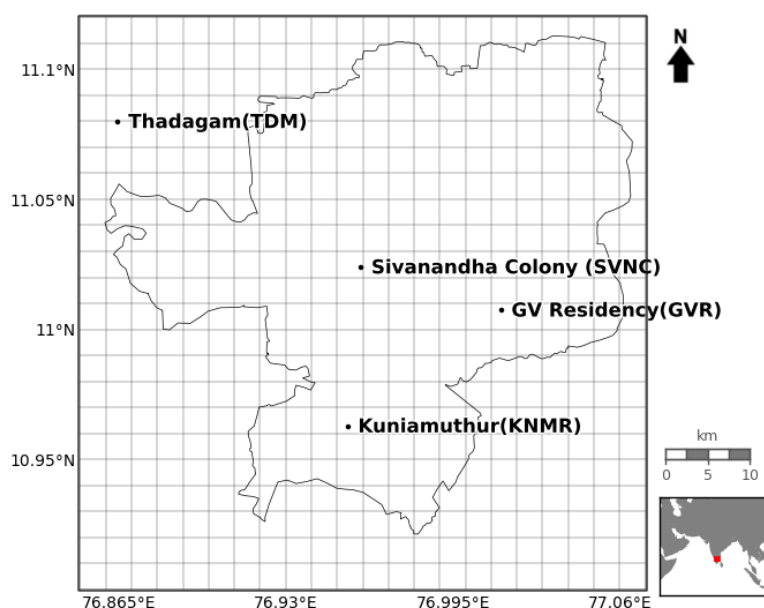 N
11.1°N
Thadagam(TDM)
11.05°N
Sivanandha Colony (SVNC)
GV Residency(GVR)
11°N
Kuniamuthur(KNMR)
km
0 5 10
10.95°N
76.865°E 76.93°E 76.995°E 77.06°E